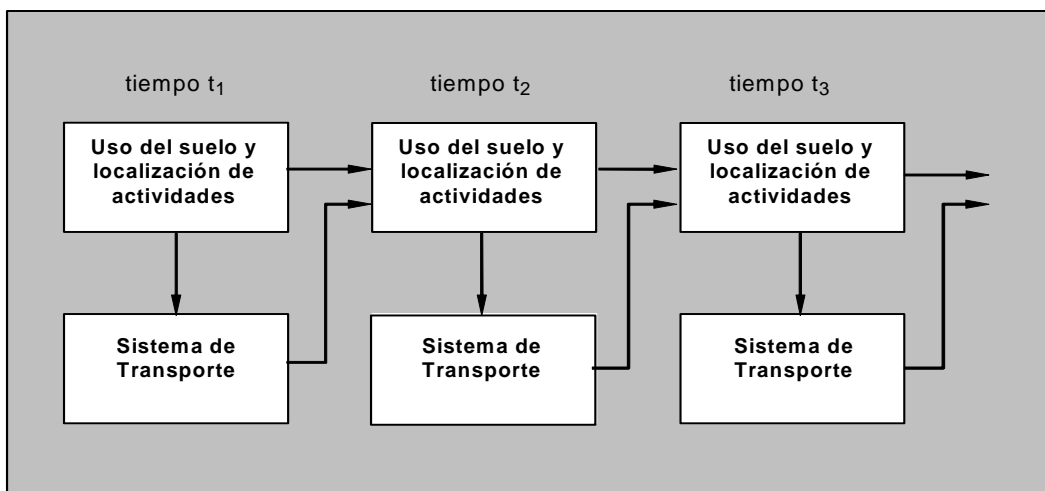 tiempo t1
tiempo t2
tiempo t3
Uso del suelo y
localización de
actividades
Uso del suelo y
localización de
actividades
Uso del suelo y
localización de
actividades
Sistema de
Transporte
Sistema de
Transporte
Sistema de
Transporte